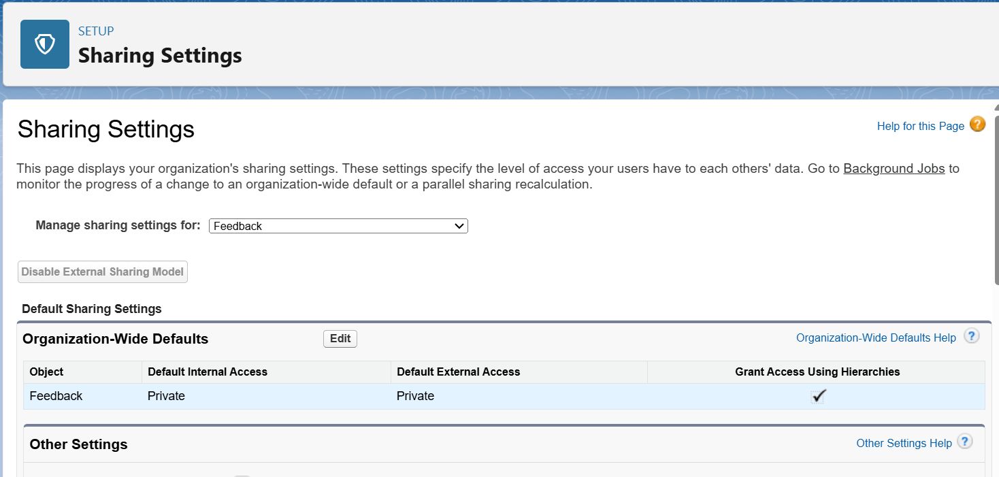 SETUP
Sharing Settings
Sharing Settings
Help for this Page ?
This page displays your organization's sharing settings. These settings specify the level of access your users have to each others' data. Go to Background Jobs to
monitor the progress of a change to an organization-wide default or a parallel sharing recalculation.
Manage sharing settings for: Feedback
Disable External Sharing Model
Default Sharing Settings
Organization-Wide Defaults Edit Organization-Wide Defaults Help ?
Object Default Internal Access Default External Access Grant Access Using Hierarchies
Feedback Private Private
Other Settings Other Settings Help ?